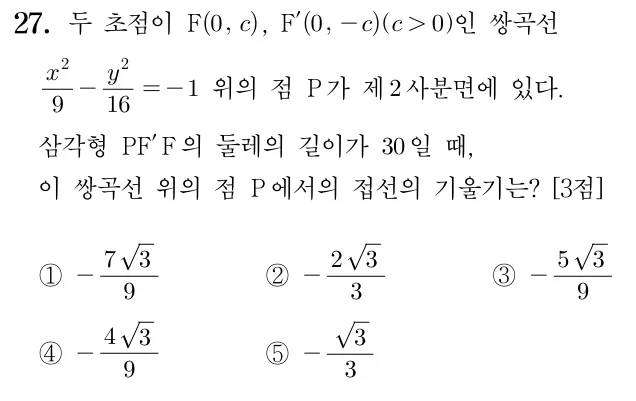 27. 두 초점이 F(0, c), F′(0, −c)(c>0)인 쌍곡선
x²/9 − y²/16 = −1 위의 점 P가 제2사분면에 있다.
삼각형 PF′F의 둘레의 길이가 30일 때,
이 쌍곡선 위의 점 P에서의 접선의 기울기는? [3점]
① −7√3/9 ② −2√3/3 ③ −5√3/9
④ −4√3/9 ⑤ −√3/3